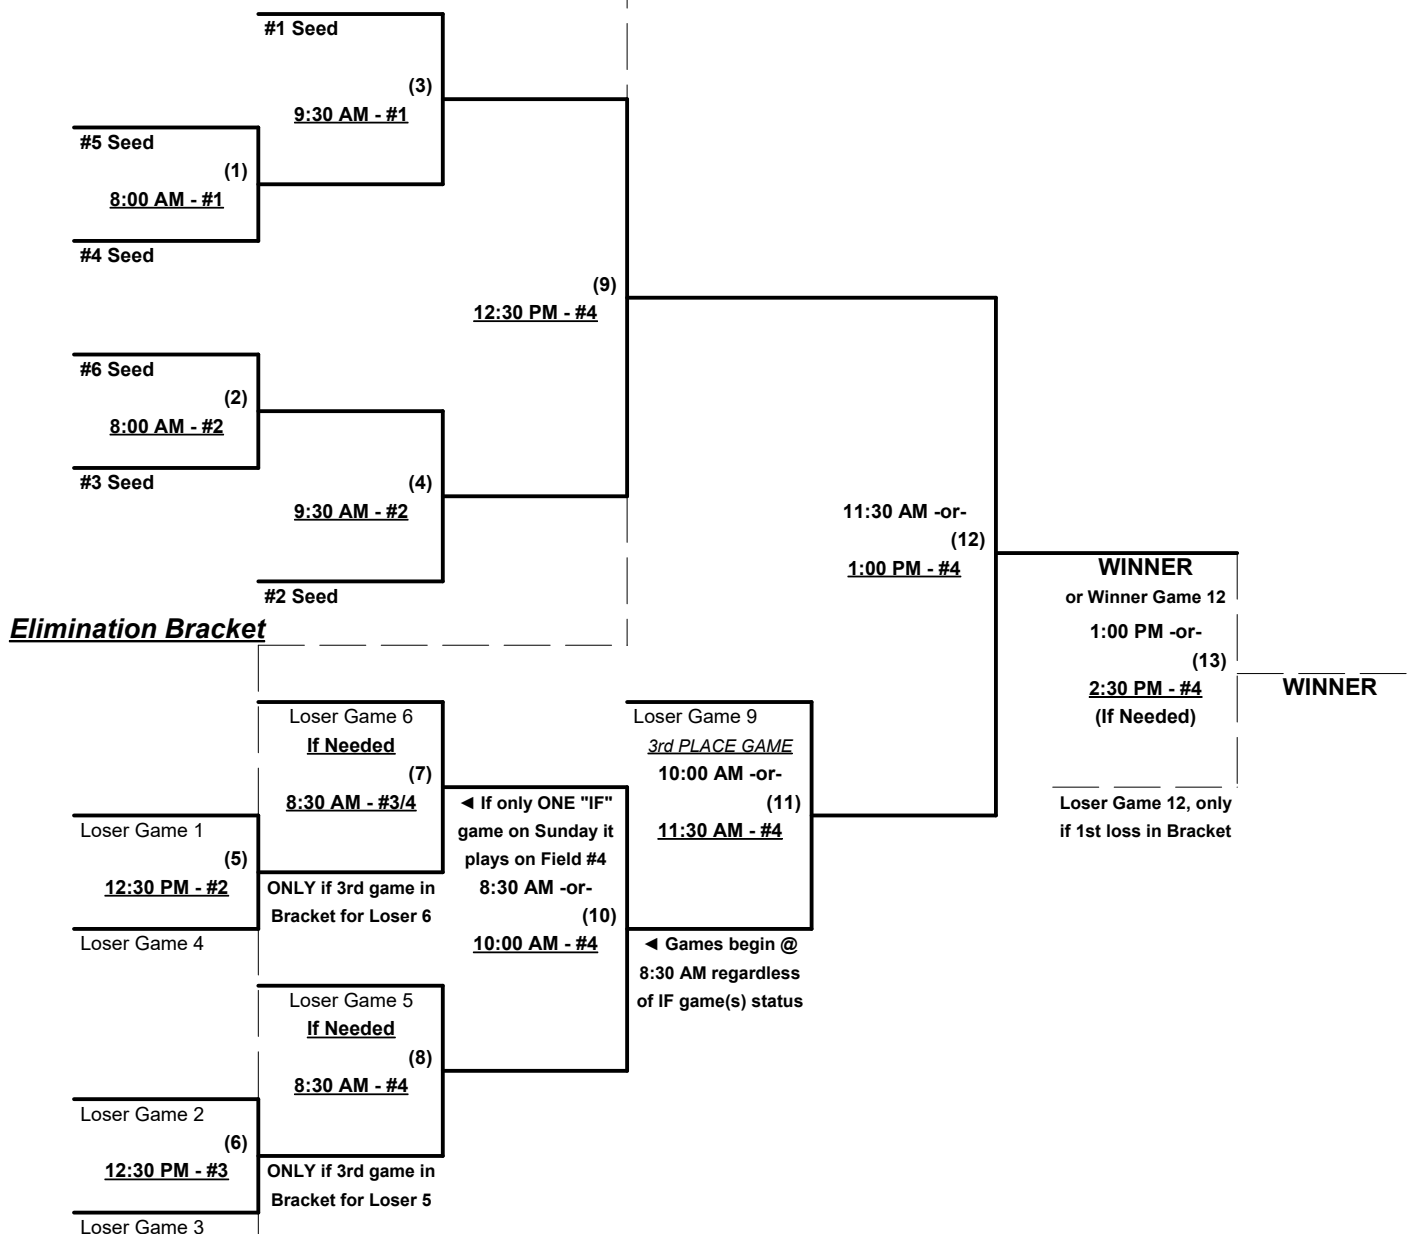 #1 Seed
(3)
9:30 AM - #1
#5 Seed
(1)
8:00 AM - #1
#4 Seed
(9)
12:30 PM - #4
#6 Seed
(2)
8:00 AM - #2
#3 Seed
(4)
9:30 AM - #2
#2 Seed
11:30 AM -or-
(12)
1:00 PM - #4
WINNER
or Winner Game 12
1:00 PM -or-
(13)
2:30 PM - #4
(If Needed)
WINNER
Loser Game 12, only
if 1st loss in Bracket
Elimination Bracket
Loser Game 6
If Needed
(7)
8:30 AM - #3/4
Loser Game 1
(5)
12:30 PM - #2
Loser Game 4
ONLY if 3rd game in
Bracket for Loser 6
◄ If only ONE "IF"
game on Sunday it
plays on Field #4
8:30 AM -or-
(10)
10:00 AM - #4
Loser Game 9
3rd PLACE GAME
10:00 AM -or-
(11)
11:30 AM - #4
◄ Games begin @
8:30 AM regardless
of IF game(s) status
Loser Game 5
If Needed
(8)
8:30 AM - #4
Loser Game 2
(6)
12:30 PM - #3
Loser Game 3
ONLY if 3rd game in
Bracket for Loser 5